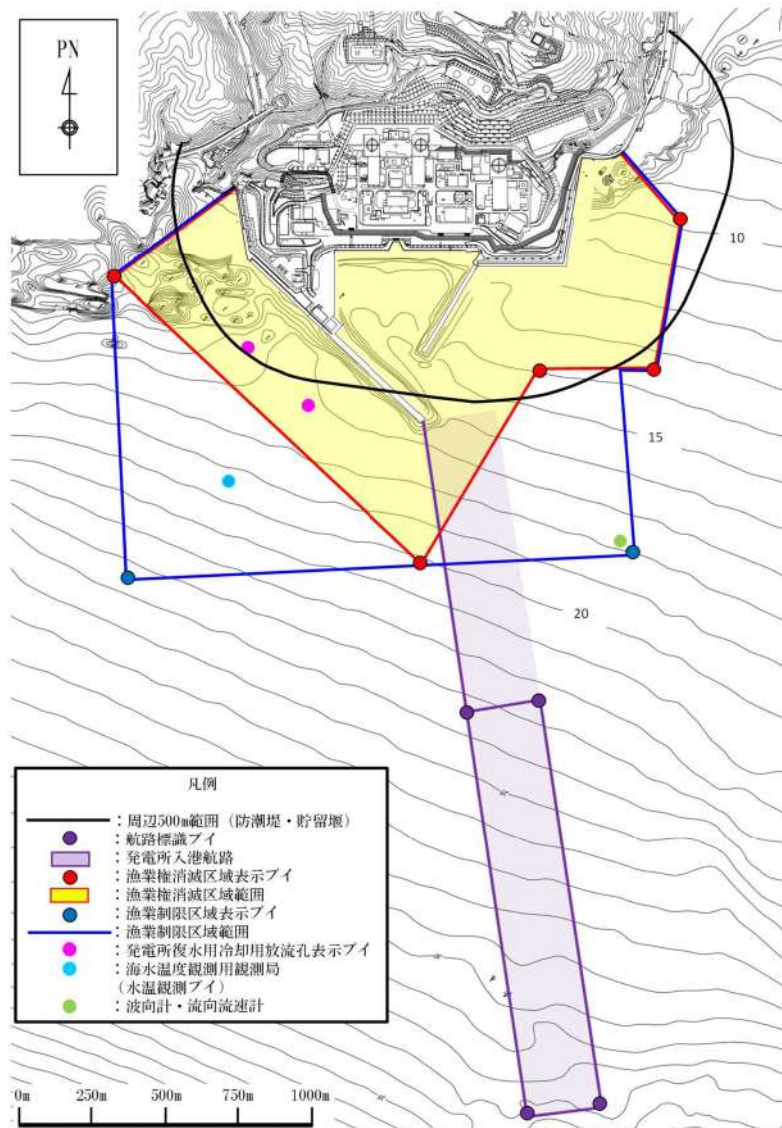 PN
10
15
20
凡例
：周辺500m範囲（防潮堤・貯留堰）
：航路標識ブイ
：発電所入港航路
：漁業権消滅区域表示ブイ
：漁業権消滅区域範囲
：漁業制限区域表示ブイ
：漁業制限区域範囲
：発電所復水用冷却用放流孔表示ブイ
：海水温度観測用観測局
（水温観測ブイ）
：波向計・流向流速計
0m 250m 500m 750m 1000m